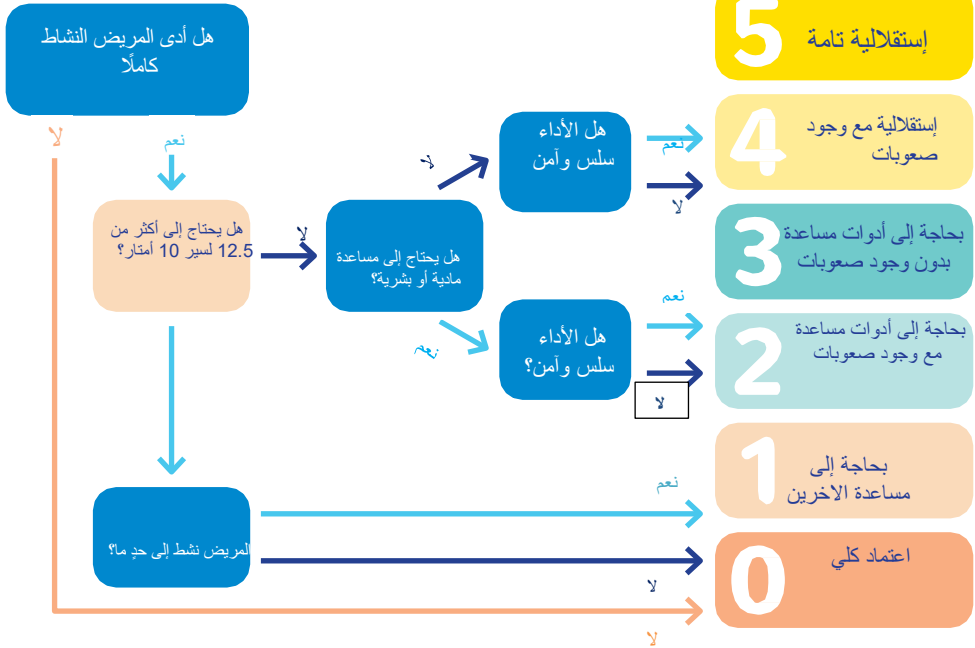 هل أدى المريض النشاط
كاملًا
لا
نعم
هل يحتاج إلى أكثر من
12.5 لسير 10 أمتار؟
لا
هل يحتاج إلى مساعدة
مادية أو بشرية؟
لا
نعم
هل الأداء
سلس وآمن
نعم
لا
هل الأداء
سلس وآمن؟
نعم
لا
المريض نشط إلى حدٍ ما؟
نعم
لا
لا
5
إستقلالية تامة
4
إستقلالية مع وجود
صعوبات
3
بحاجة إلى أدوات مساعدة
بدون وجود صعوبات
2
بحاجة إلى أدوات مساعدة
مع وجود صعوبات
1
بحاجة إلى
مساعدة الاخرين
0
اعتماد كلي